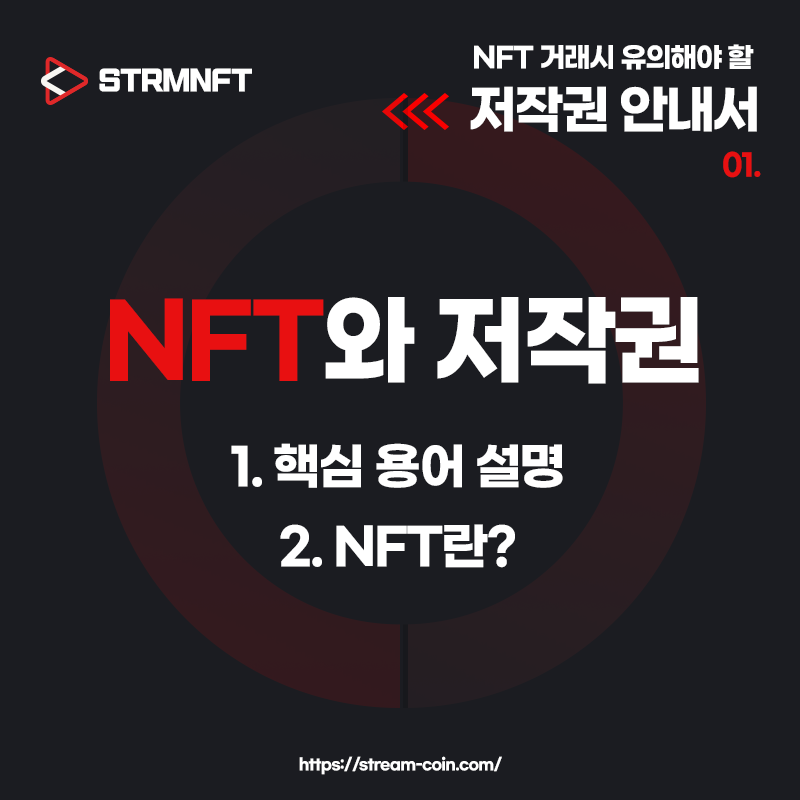 STRMNFT
NFT 거래시 유의해야 할
저작권 안내서
01.
NFT와 저작권
1. 핵심 용어 설명
2. NFT란?
https://stream-coin.com/